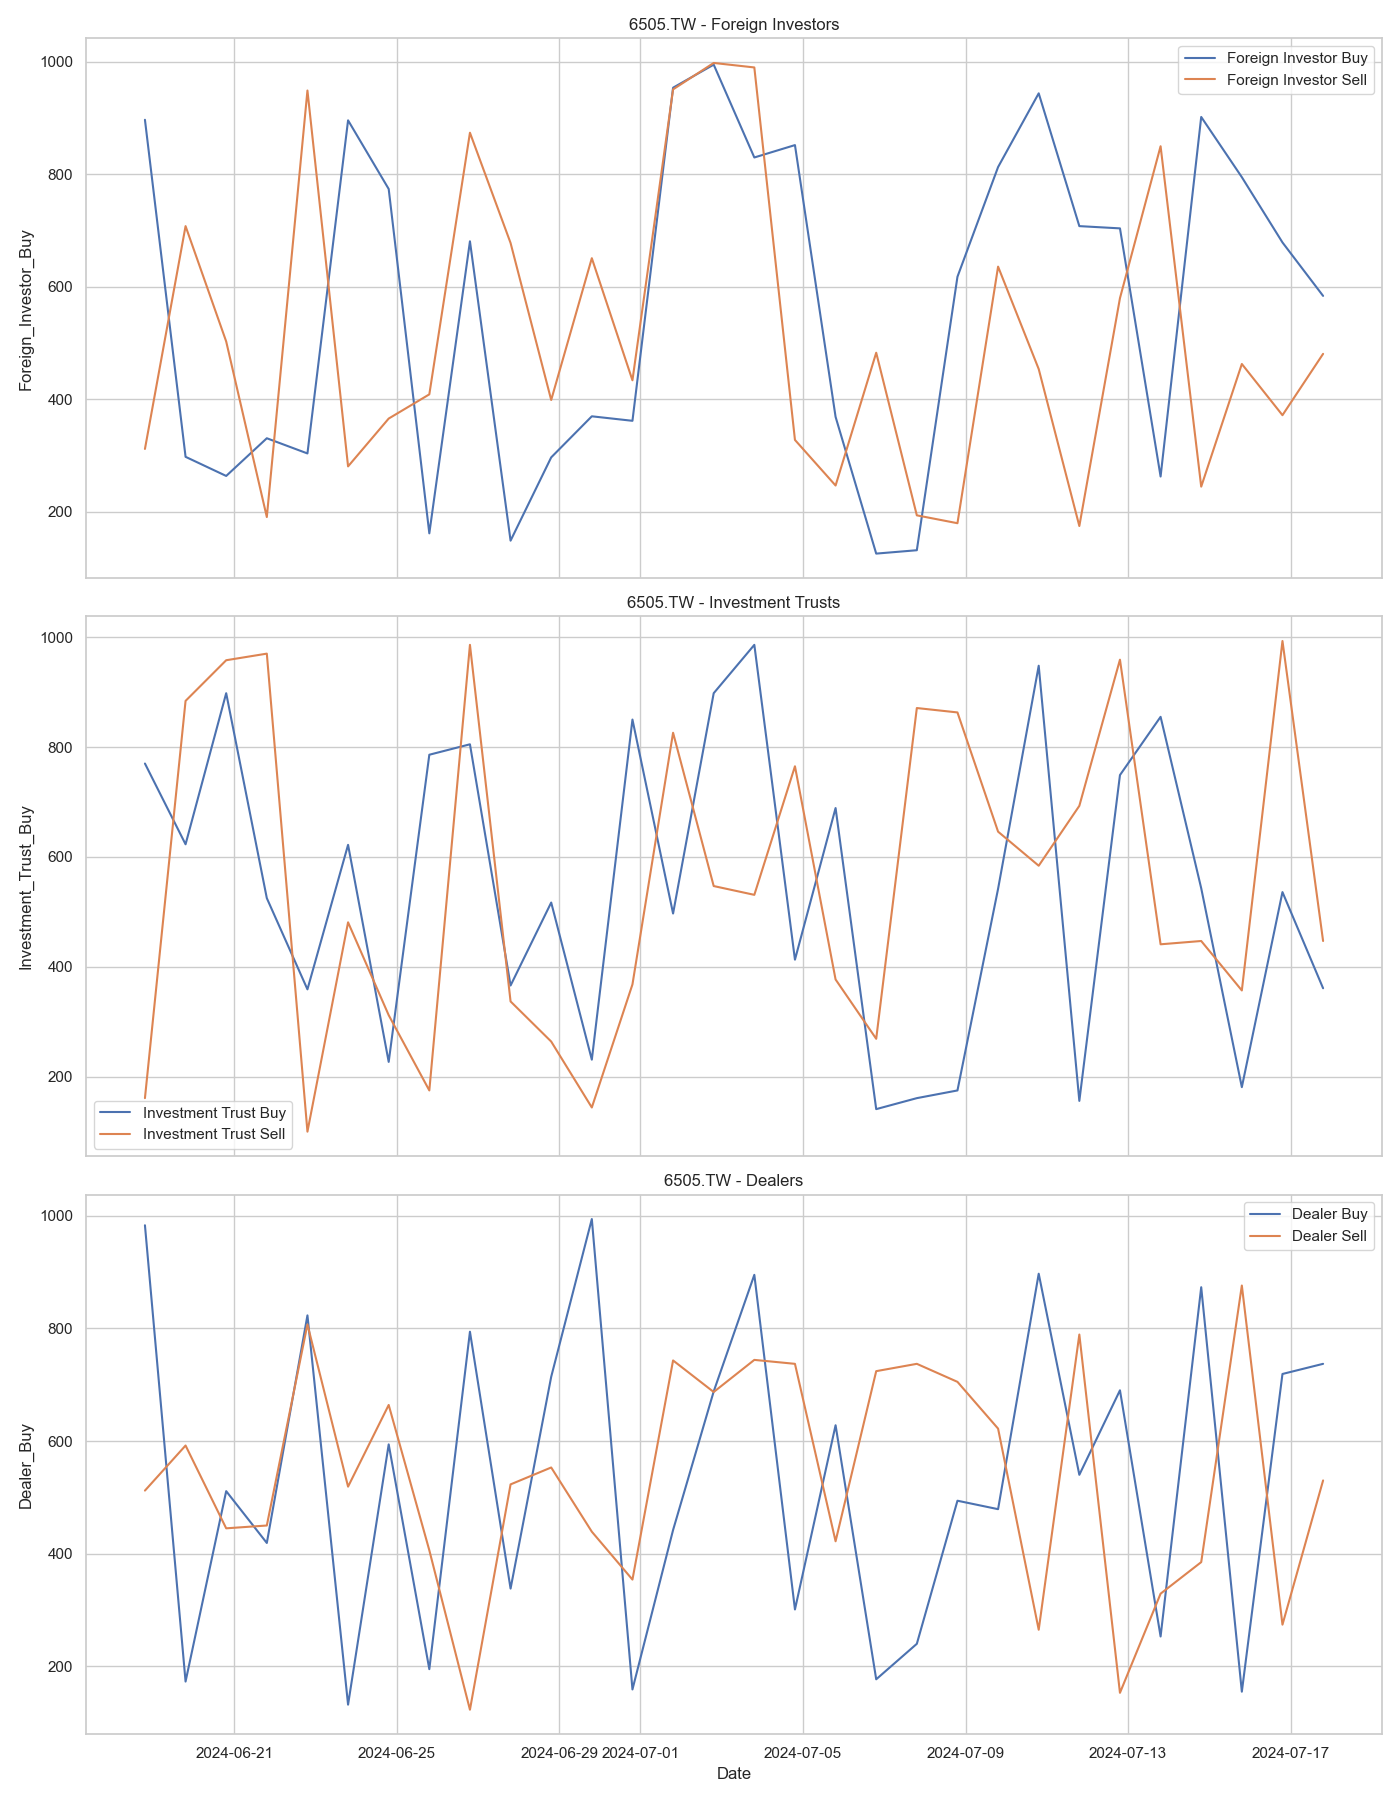 6505.TW - Foreign Investors
Foreign_Investor_Buy
1000
800
600
400
200
Foreign Investor Buy
Foreign Investor Sell
6505.TW - Investment Trusts
Investment_Trust_Buy
1000
800
600
400
200
Investment Trust Buy
Investment Trust Sell
6505.TW - Dealers
Dealer_Buy
1000
800
600
400
200
Dealer Buy
Dealer Sell
2024-06-21 2024-06-25 2024-06-29 2024-07-01 2024-07-05 2024-07-09 2024-07-13 2024-07-17
Date